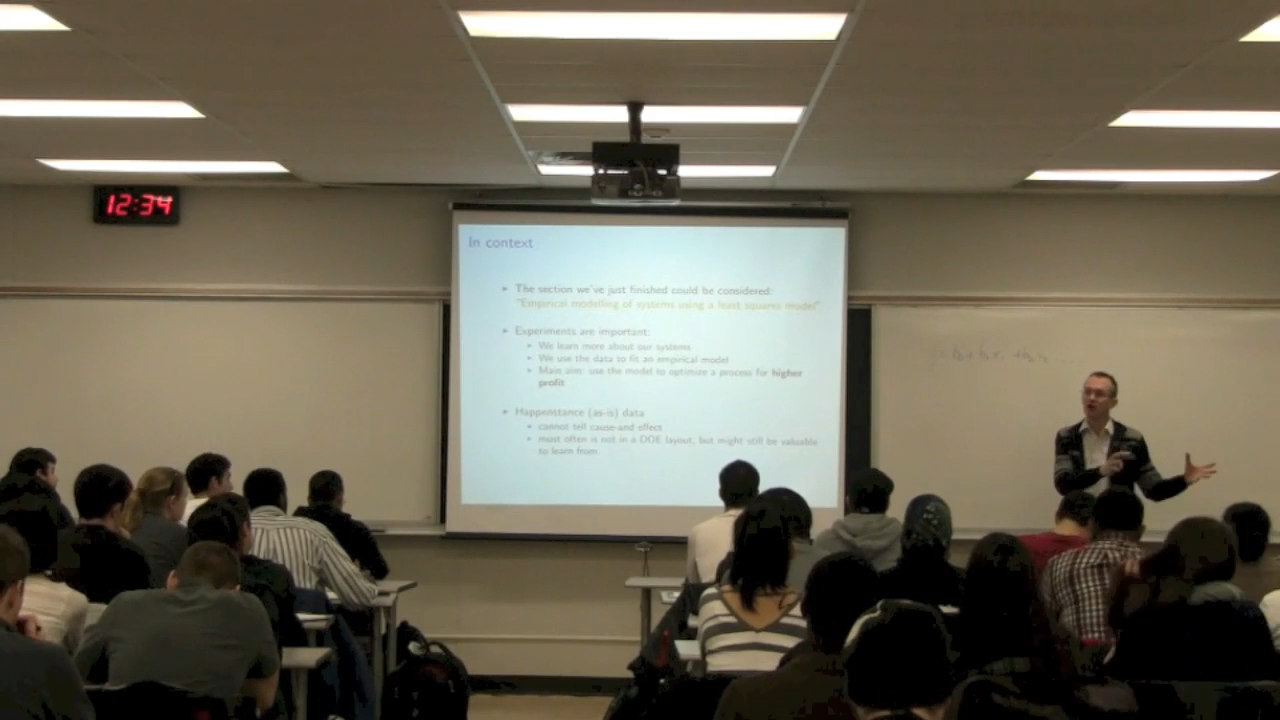 12:34
In context
▸ The section we've just finished could be considered:
"Empirical modelling of systems using a least squares model"
▸ Experiments are important:
▸ We learn more about our systems
▸ We use the data to fit an empirical model
▸ Main aim: use the model to optimize a process for higher
profit
▸ Happenstance (as-is) data
▸ cannot tell cause-and effect
▸ most often is not in a DOE layout, but might still be valuable
to learn from